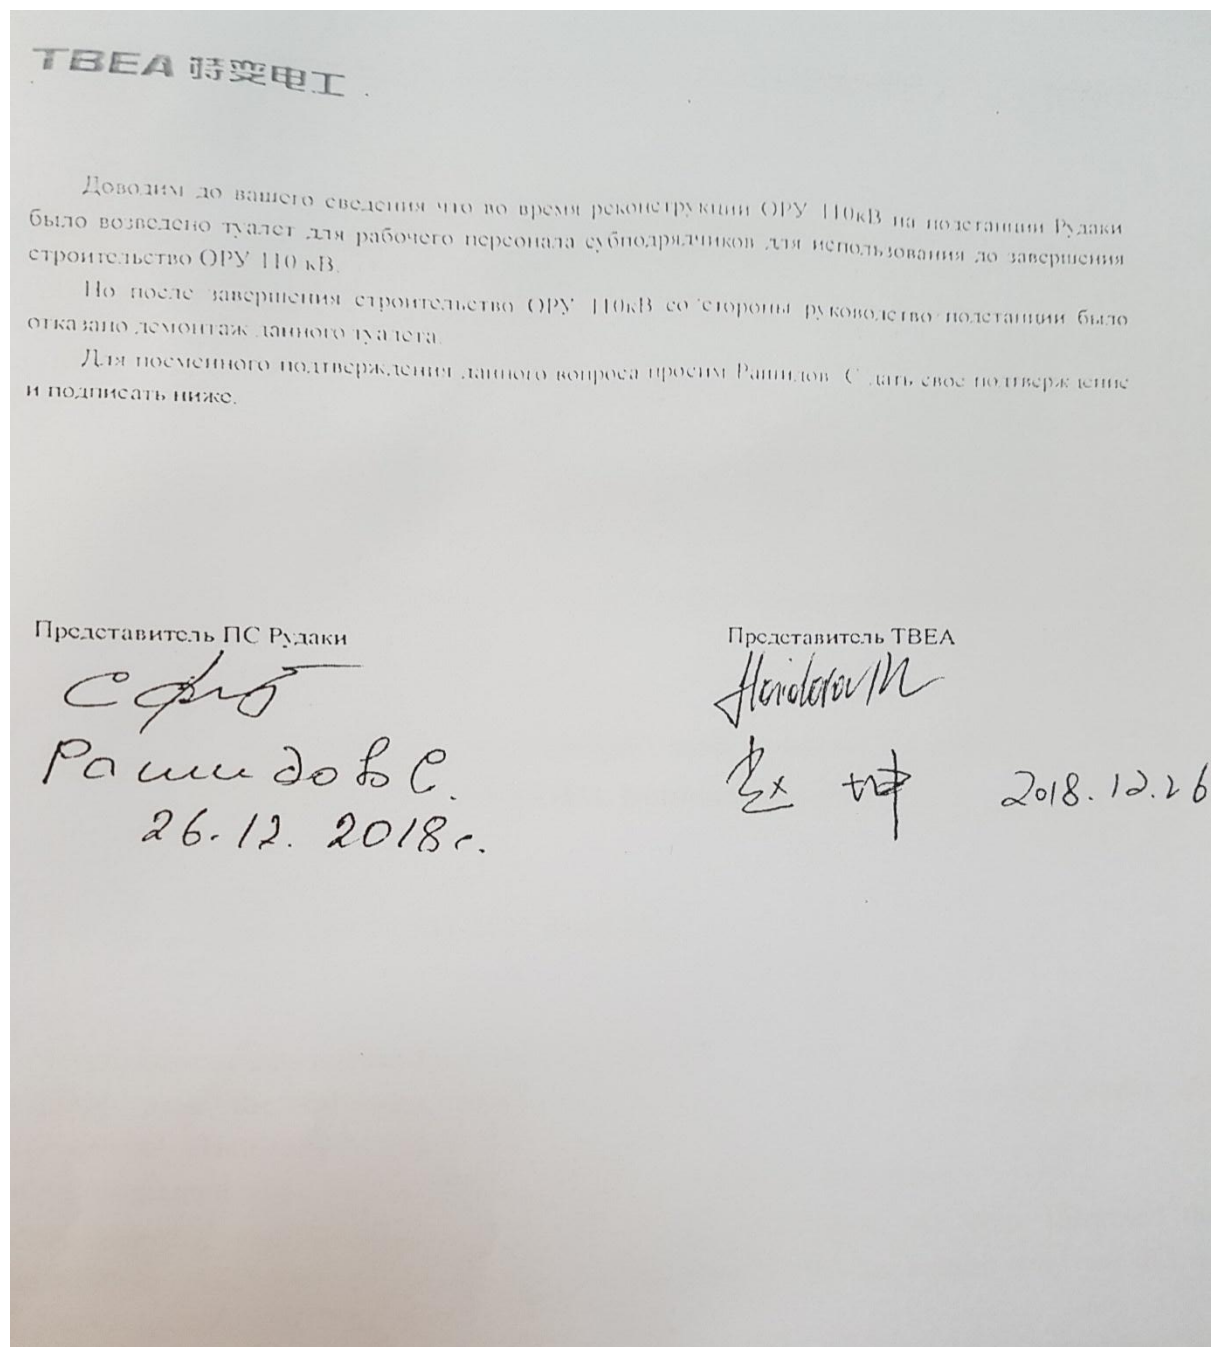 TBEA 特变电工
Доводим до вашего сведения что во время реконструкции ОРУ 110кВ на подстанции Рудаки
было возведено туалет для рабочего персонала субподрядчиков для использования до завершения
строительство ОРУ 110 кВ.
Но после завершения строительство ОРУ 110кВ со стороны руководство подстанции было
отказано демонтаж данного туалета.
Для посменного подтверждения данного вопроса просим Рашидов С дать свое подтверждение
и подписать ниже.
Представитель ПС Рудаки
Представитель TBEA
Рашидов С.
26.12.2018г.
赵坤 2018.12.26